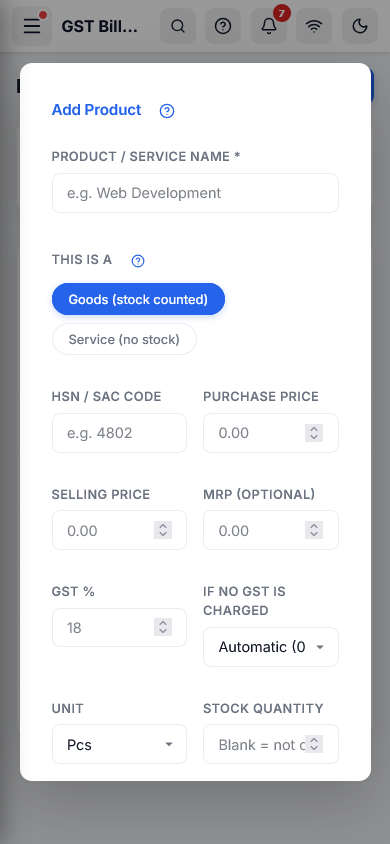 GST Bill...
7
Add Product
PRODUCT / SERVICE NAME *
e.g. Web Development
THIS IS A
Goods (stock counted)
Service (no stock)
HSN / SAC CODE
PURCHASE PRICE
e.g. 4802
0.00
SELLING PRICE
MRP (OPTIONAL)
0.00
0.00
GST %
IF NO GST IS
CHARGED
18
Automatic (0
UNIT
STOCK QUANTITY
Pcs
Blank = not c